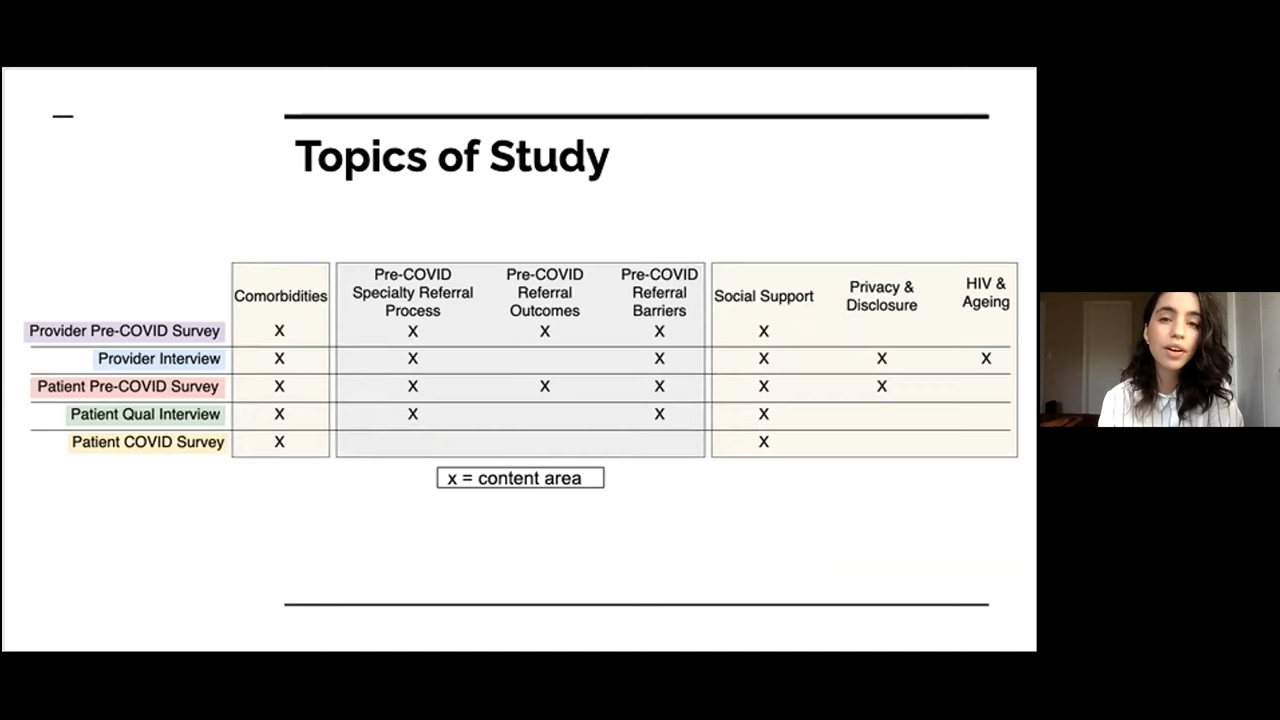 Topics of Study
Comorbidities
Pre-COVID
Specialty Referral
Process
Pre-COVID
Referral
Outcomes
Pre-COVID
Referral
Barriers
Social Support
Privacy &
Disclosure
HIV &
Ageing
Provider Pre-COVID Survey X X X X X
Provider Interview X X X X X X
Patient Pre-COVID Survey X X X X X X
Patient Qual Interview X X X X
Patient COVID Survey X X
x = content area